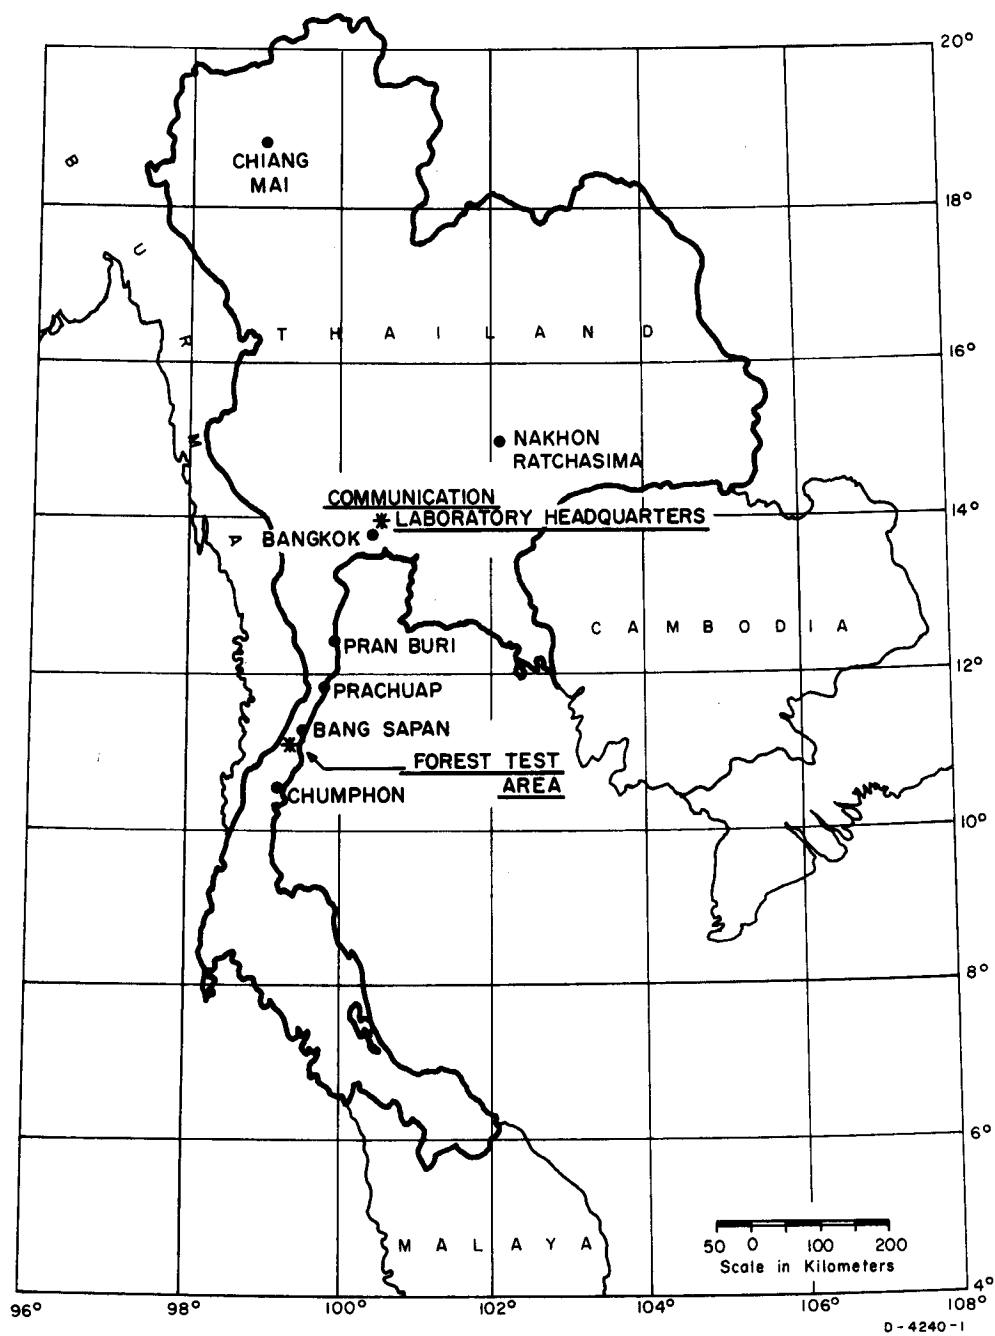 20°
B
CHIANG
MAI
18°
U
R
T H A I L A N D
16°
M
NAKHON
RATCHASIMA
COMMUNICATION
LABORATORY HEADQUARTERS
14°
A
BANGKOK
C A M B O D I A
PRAN BURI
12°
PRACHUAP
BANG SAPAN
FOREST TEST
AREA
CHUMPHON
10°
8°
6°
M A L A Y A
50 0 100 200
Scale in Kilometers
4°
96° 98° 100° 102° 104° 106° 108°
D-4240-1